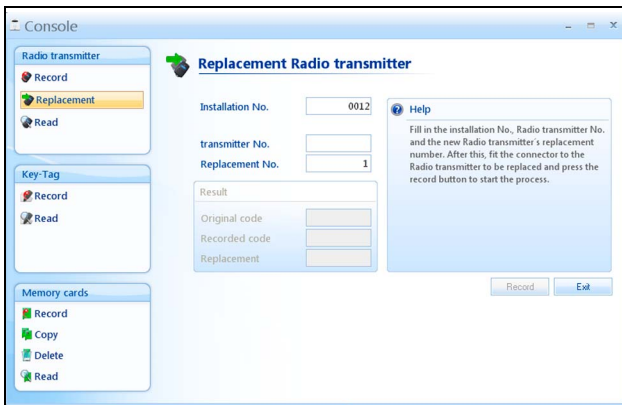 Console
Radio transmitter
Record
Replacement
Read
Key-Tag
Record
Read
Memory cards
Record
Copy
Delete
Read
Replacement Radio transmitter
Installation No. 0012
transmitter No.
Replacement No. 1
Result
Original code
Recorded code
Replacement
Help
Fill in the installation No., Radio transmitter No.
and the new Radio transmitter's replacement
number. After this, fit the connector to the
Radio transmitter to be replaced and press the
record button to start the process.
Record Exit